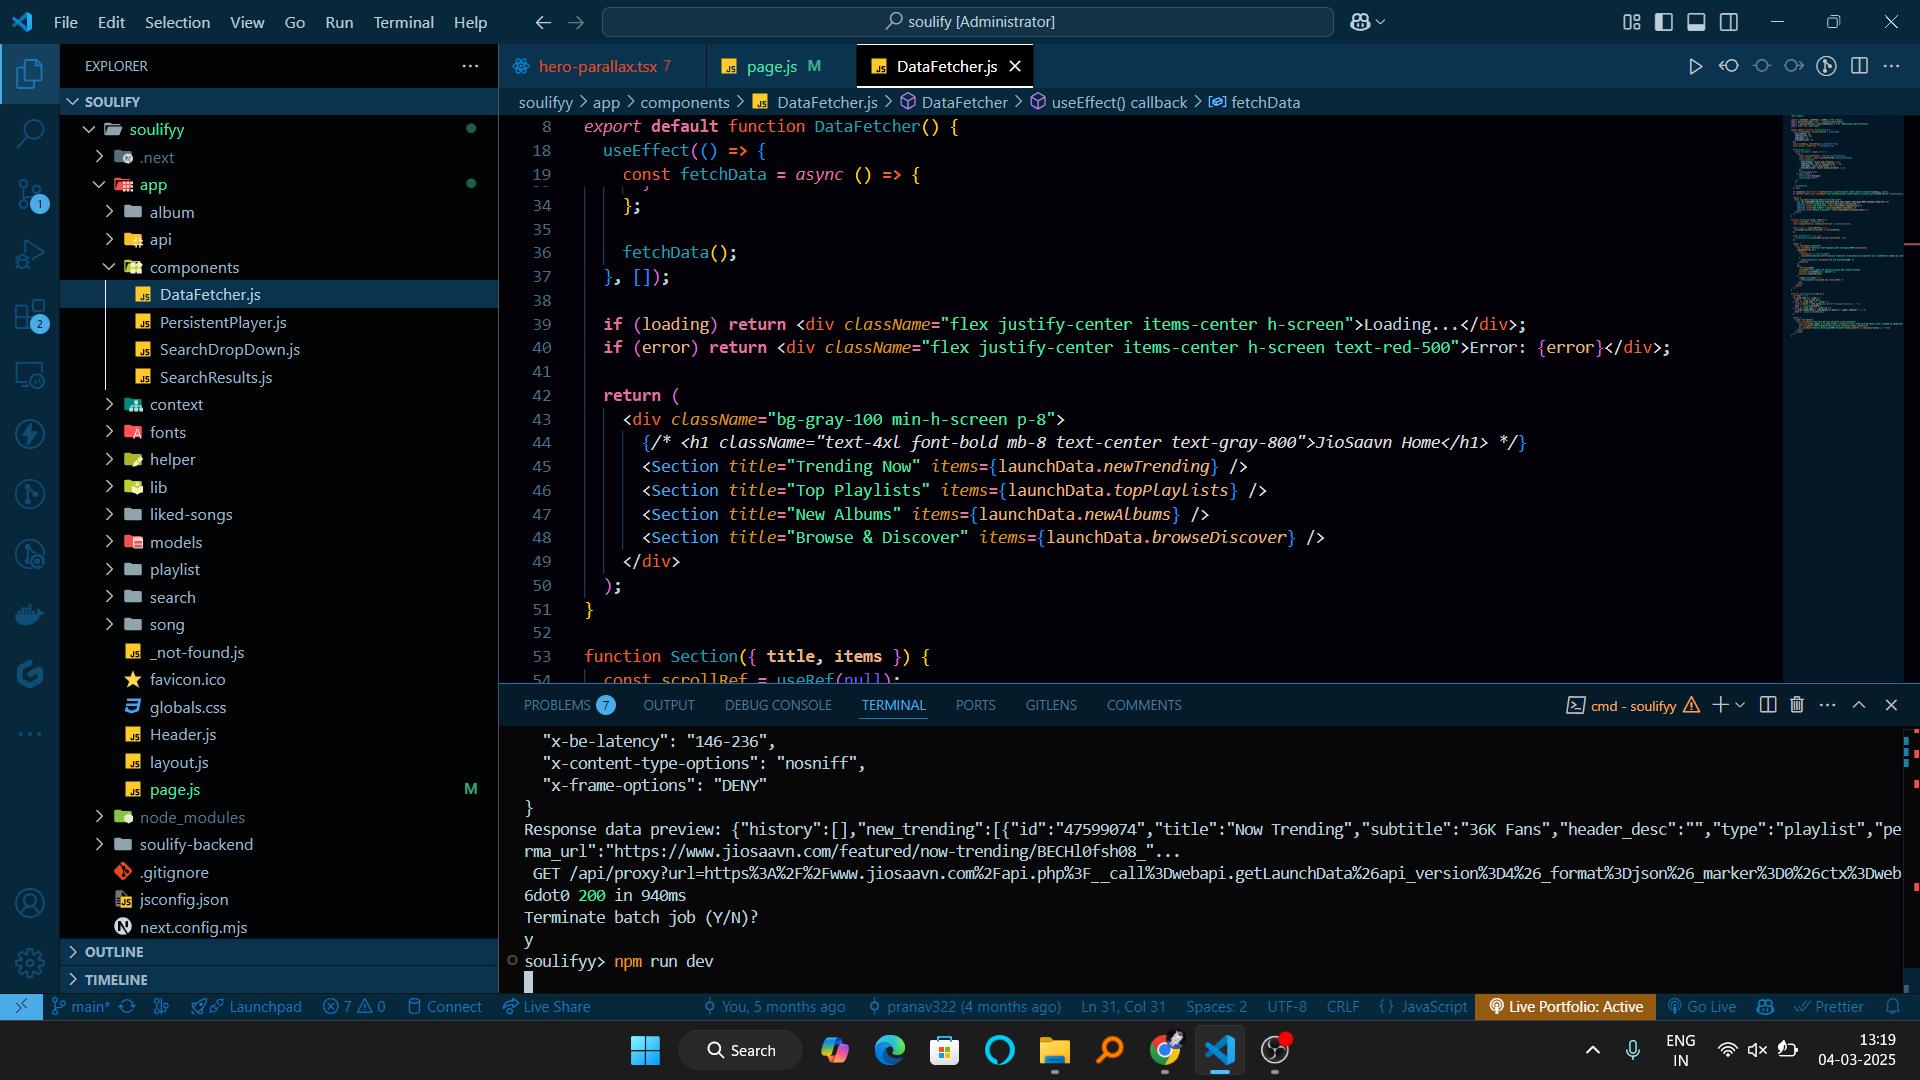 File Edit Selection View Go Run Terminal Help
soulify [Administrator]
EXPLORER
SOULIFY
soulifyy
.next
app
album
api
components
DataFetcher.js
PersistentPlayer.js
SearchDropDown.js
SearchResults.js
context
fonts
helper
lib
liked-songs
models
playlist
search
song
_not-found.js
favicon.ico
globals.css
Header.js
layout.js
page.js M
node_modules
soulify-backend
.gitignore
jsconfig.json
next.config.mjs
OUTLINE
TIMELINE
1
2
hero-parallax.tsx 7
page.js M
DataFetcher.js
soulifyy > app > components > DataFetcher.js > DataFetcher > useEffect() callback > fetchData
8 export default function DataFetcher() {
18 useEffect(() => {
19 const fetchData = async () => {
34 };
35
36 fetchData();
37 }, []);
38
39 if (loading) return <div className="flex justify-center items-center h-screen">Loading...</div>;
40 if (error) return <div className="flex justify-center items-center h-screen text-red-500">Error: {error}</div>;
41
42 return (
43 <div className="bg-gray-100 min-h-screen p-8">
44 {/* <h1 className="text-4xl font-bold mb-8 text-center text-gray-800">JioSaavn Home</h1> */}
45 <Section title="Trending Now" items={launchData.newTrending} />
46 <Section title="Top Playlists" items={launchData.topPlaylists} />
47 <Section title="New Albums" items={launchData.newAlbums} />
48 <Section title="Browse & Discover" items={launchData.browseDiscover} />
49 </div>
50 );
51 }
52
53 function Section({ title, items }) {
54 const scrollRef = useRef(null);
PROBLEMS 7 OUTPUT DEBUG CONSOLE TERMINAL PORTS GITLENS COMMENTS
cmd - soulifyy
"x-be-latency": "146-236",
"x-content-type-options": "nosniff",
"x-frame-options": "DENY"
}
Response data preview: {"history":[],"new_trending":[{"id":"47599074","title":"Now Trending","subtitle":"36K Fans","header_desc":"","type":"playlist","pe
rma_url":"https://www.jiosaavn.com/featured/now-trending/BECHl0fsh08_"...
GET /api/proxy?url=https%3A%2F%2Fwww.jiosaavn.com%2Fapi.php%3F__call%3Dwebapi.getLaunchData%26api_version%3D4%26_format%3Djson%26_marker%3D0%26ctx%3Dweb
6dot0 200 in 940ms
Terminate batch job (Y/N)?
y
soulifyy> npm run dev
main* Launchpad 7 0 Connect Live Share You, 5 months ago pranav322 (4 months ago) Ln 31, Col 31 Spaces: 2 UTF-8 CRLF {} JavaScript Live Portfolio: Active Go Live Prettier
Search
ENG
IN
13:19
04-03-2025